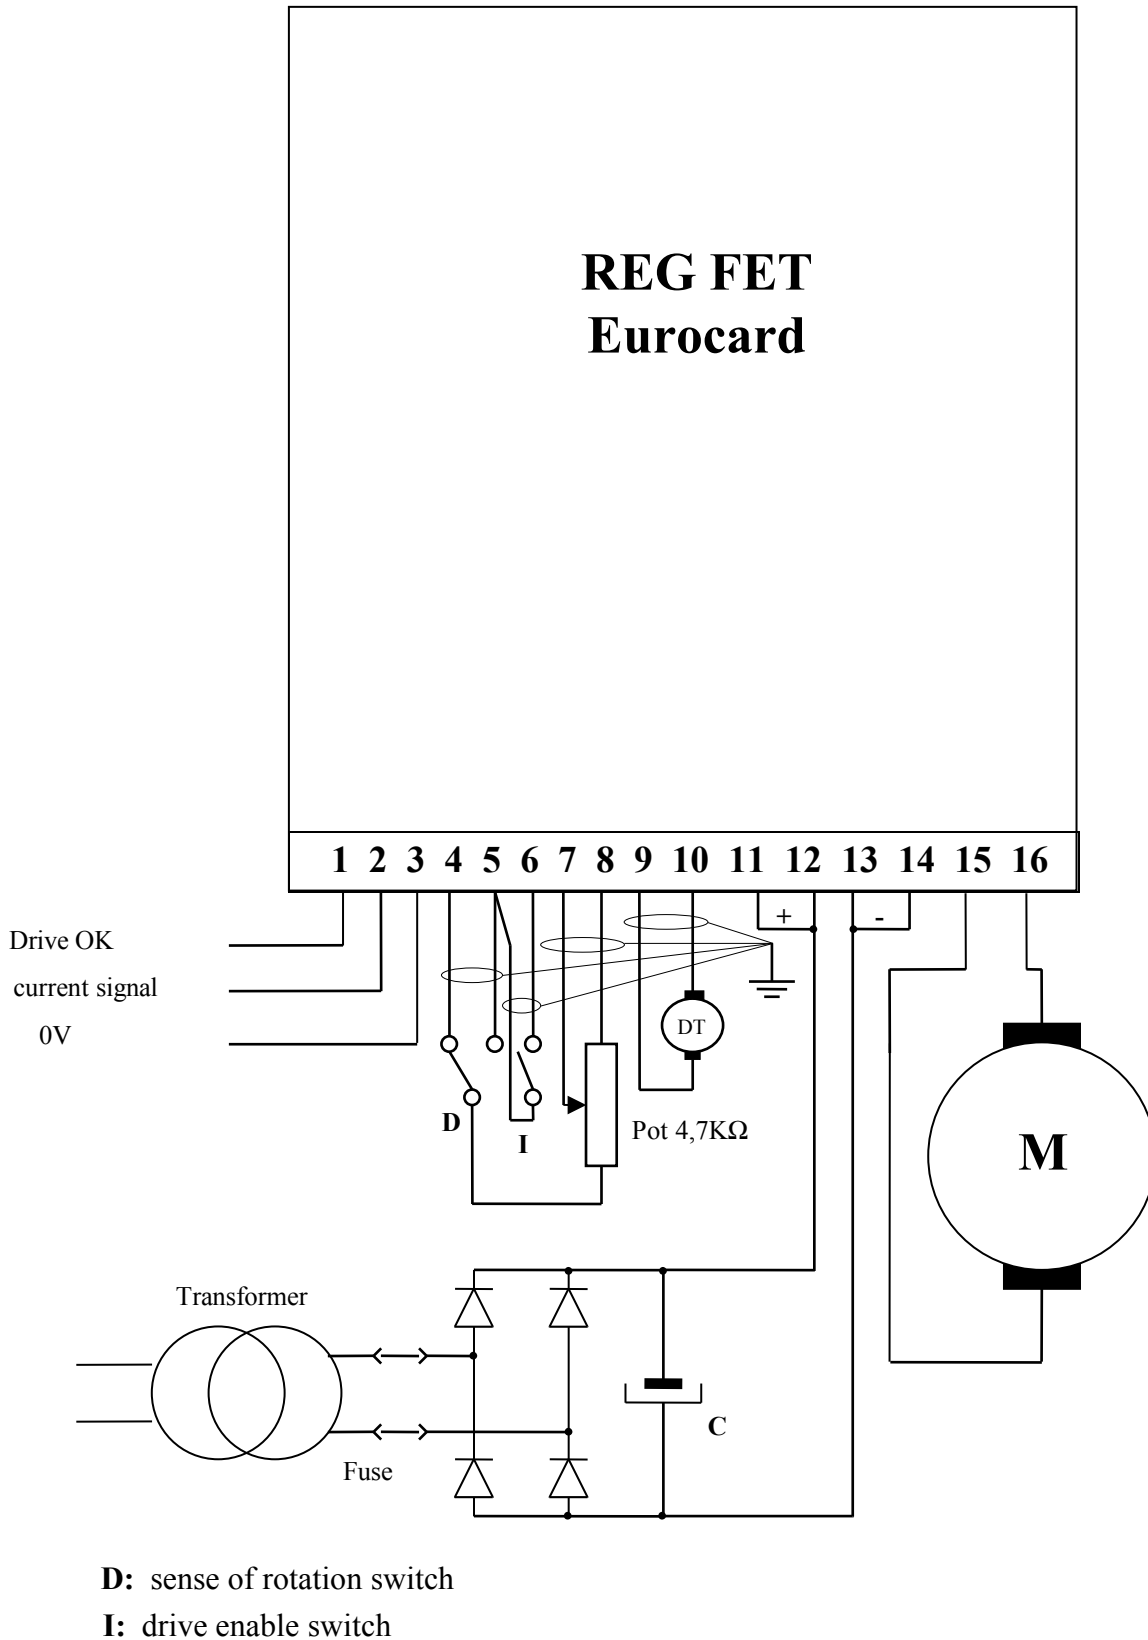 REG FET
Eurocard
1 2 3 4 5 6 7 8 9 10 11 12 13 14 15 16
+ -
Drive OK
current signal
0V
DT
D
I
Pot 4,7KΩ
M
Transformer
C
Fuse
D: sense of rotation switch
I: drive enable switch